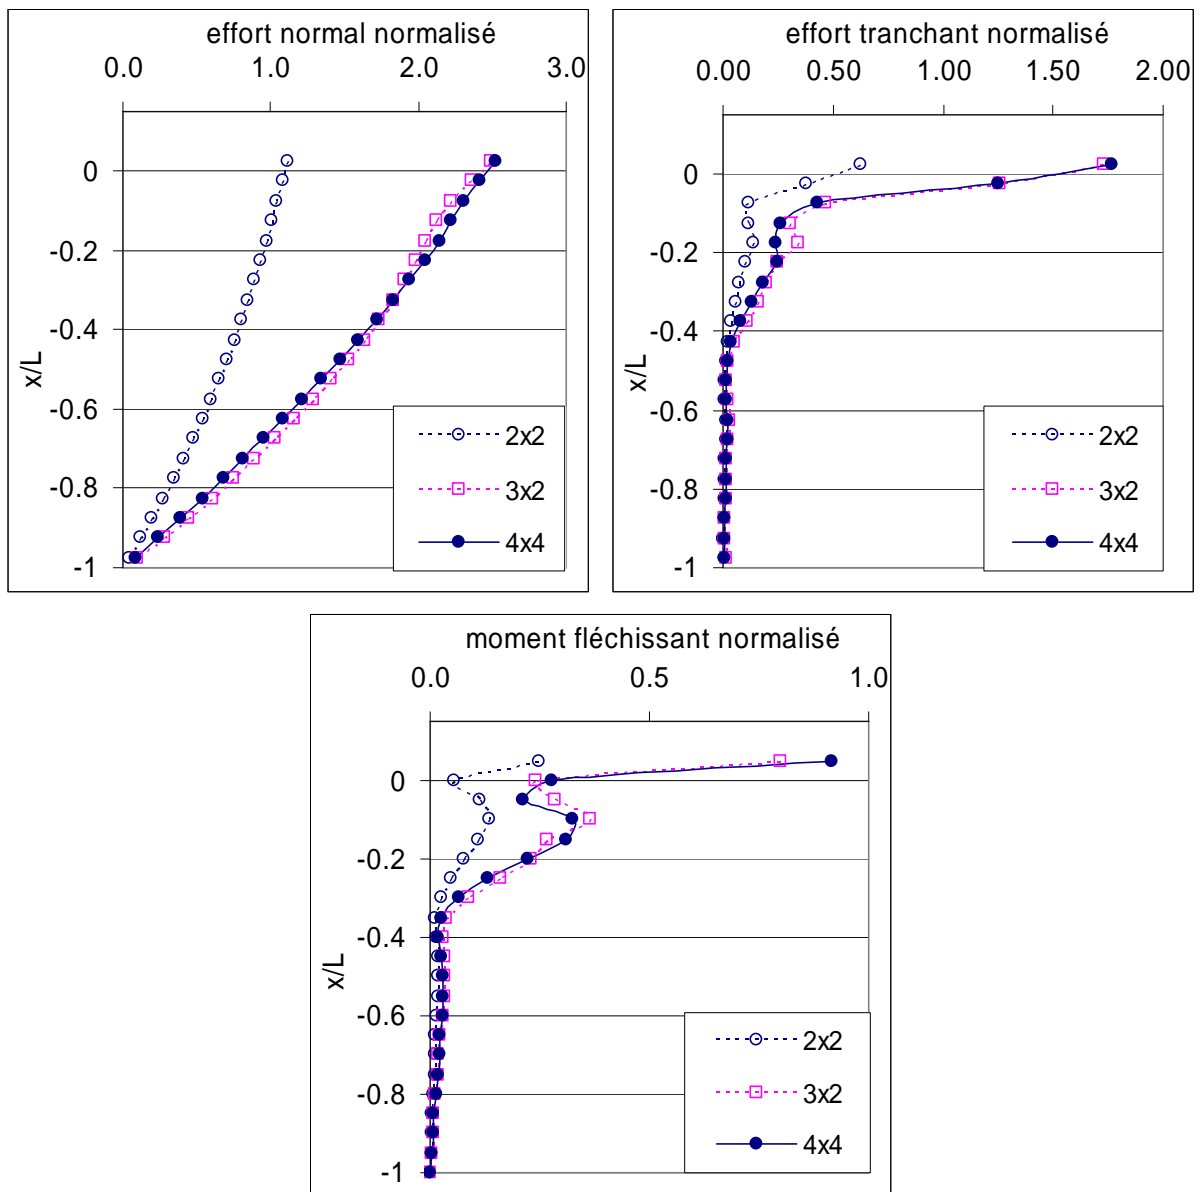 effort normal normalisé
0.0 1.0 2.0 3.0
0
-0.2
-0.4
-0.6
-0.8
-1
x/L
2x2
3x2
4x4
effort tranchant normalisé
0.00 0.50 1.00 1.50 2.00
0
-0.2
-0.4
-0.6
-0.8
-1
x/L
2x2
3x2
4x4
moment fléchissant normalisé
0.0 0.5 1.0
0
-0.2
-0.4
-0.6
-0.8
-1
x/L
2x2
3x2
4x4